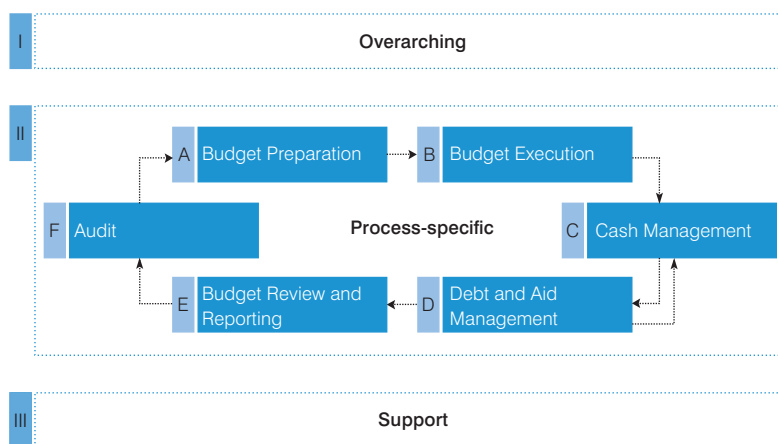 I
Overarching
II
A
Budget Preparation
B
Budget Execution
F
Audit
Process-specific
C
Cash Management
E
Budget Review and
Reporting
D
Debt and Aid
Management
III
Support